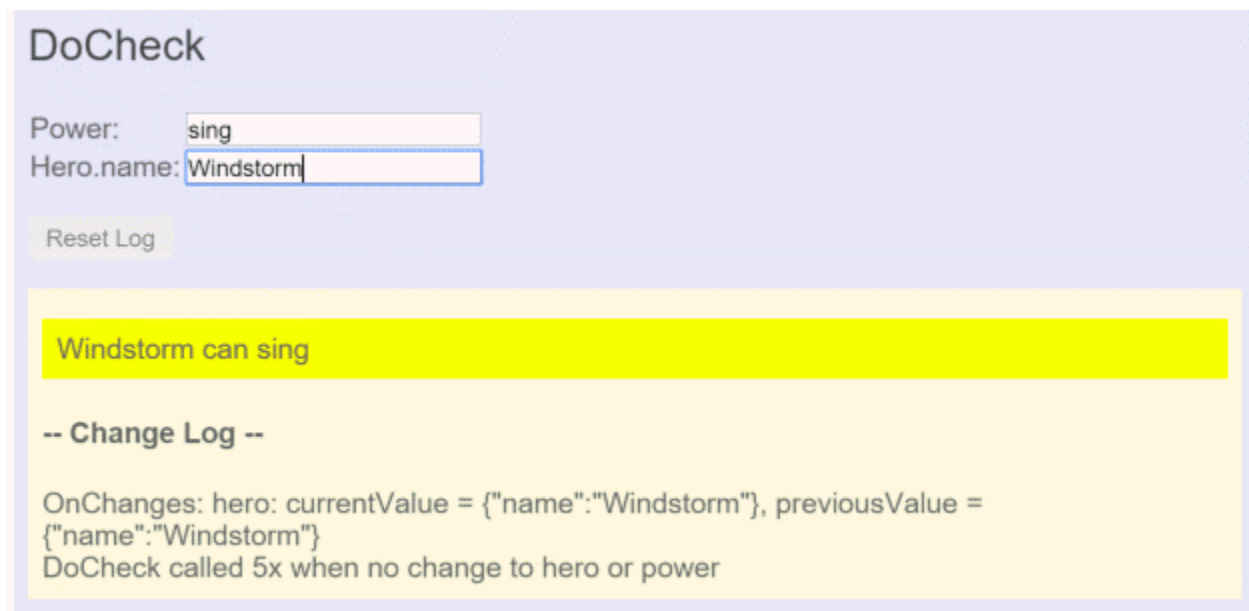 DoCheck
Power: sing
Hero.name: Windstorm
Reset Log
Windstorm can sing
-- Change Log --
OnChanges: hero: currentValue = {"name":"Windstorm"}, previousValue =
{"name":"Windstorm"}
DoCheck called 5x when no change to hero or power